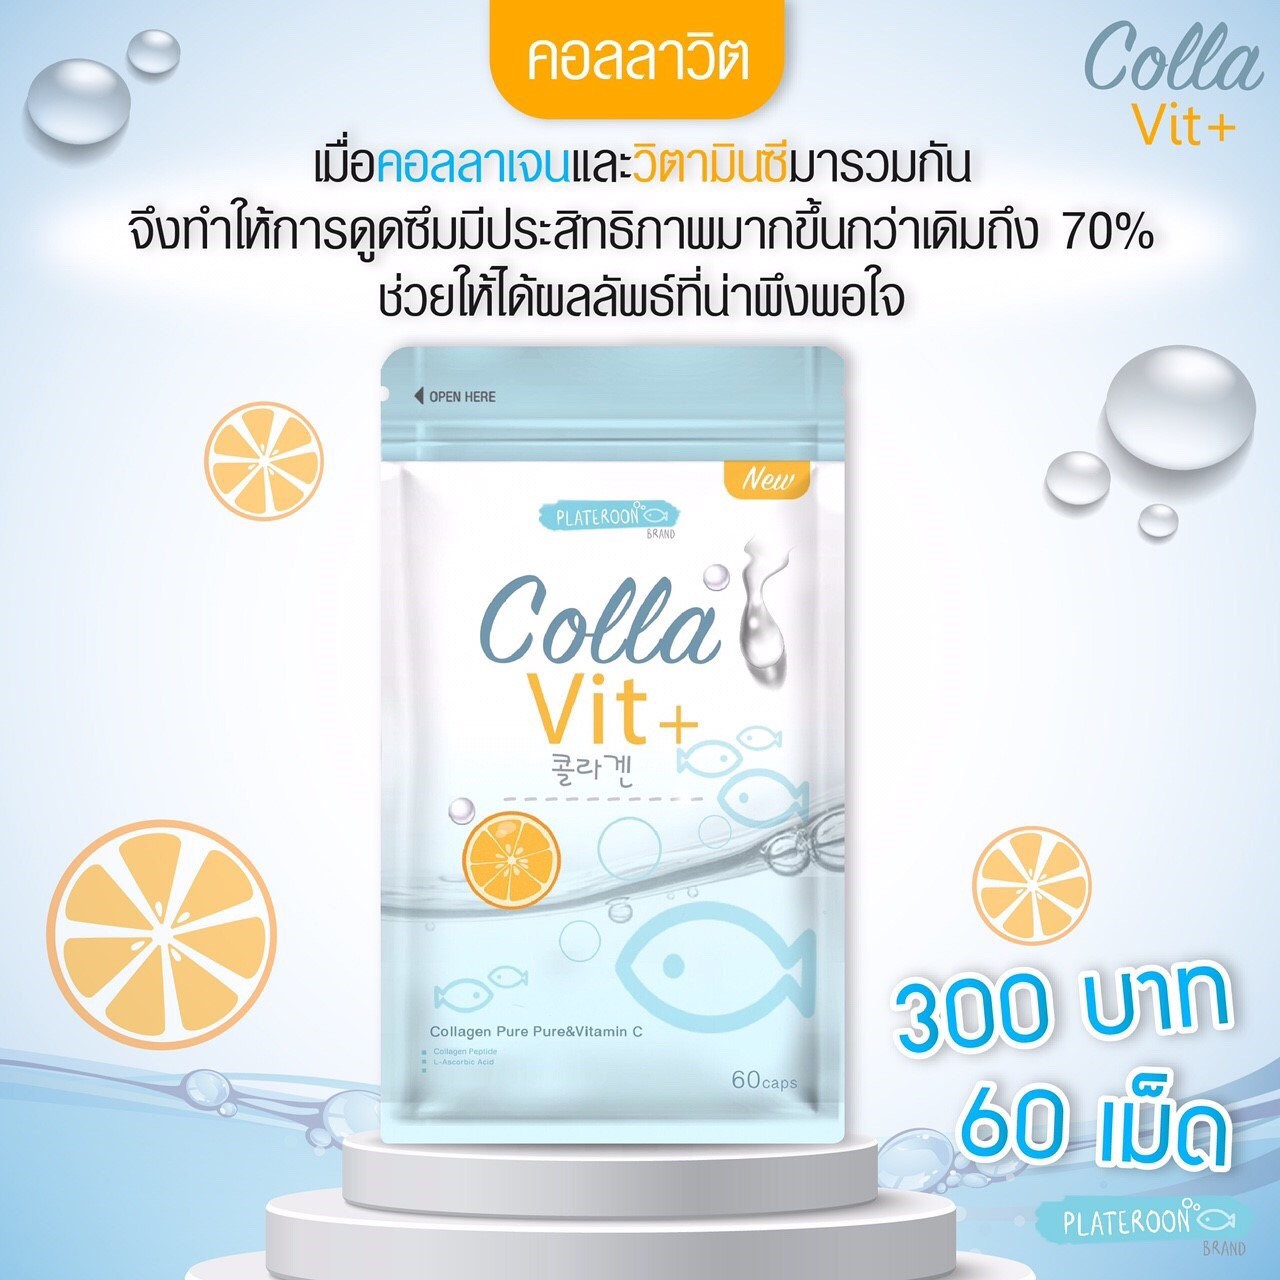 คอลลาวิต
Colla
Vit+
เมื่อคอลลาเจนและวิตามินซีมารวมกัน
จึงทำให้การดูดซึมมีประสิทธิภาพมากขึ้นกว่าเดิมถึง 70%
ช่วยให้ได้ผลลัพธ์ที่น่าพึงพอใจ
OPEN HERE
New
PLATEROON
BRAND
Colla
Vit+
콜라겐
Collagen Pure Pure&Vitamin C
Collagen Peptide
L-Ascorbic Acid
60caps
300 บาท
60 เม็ด
PLATEROON
BRAND